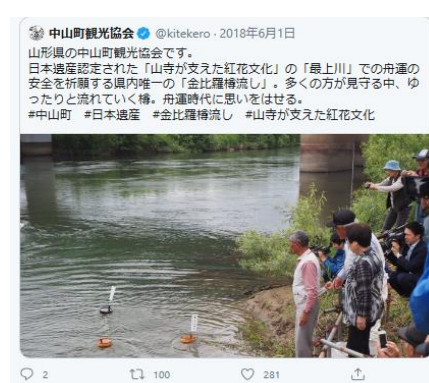 中山町観光協会 @kitekero · 2018年6月1日
山形県の中山町観光協会です。
日本遺産認定された「山寺が支えた紅花文化」の「最上川」での舟運の
安全を祈願する県内唯一の「金比羅樽流し」。多くの方が見守る中、ゆ
ったりと流れていく樽。舟運時代に思いをはせる。
#中山町 #日本遺産 #金比羅樽流し #山寺が支えた紅花文化
2 100 281